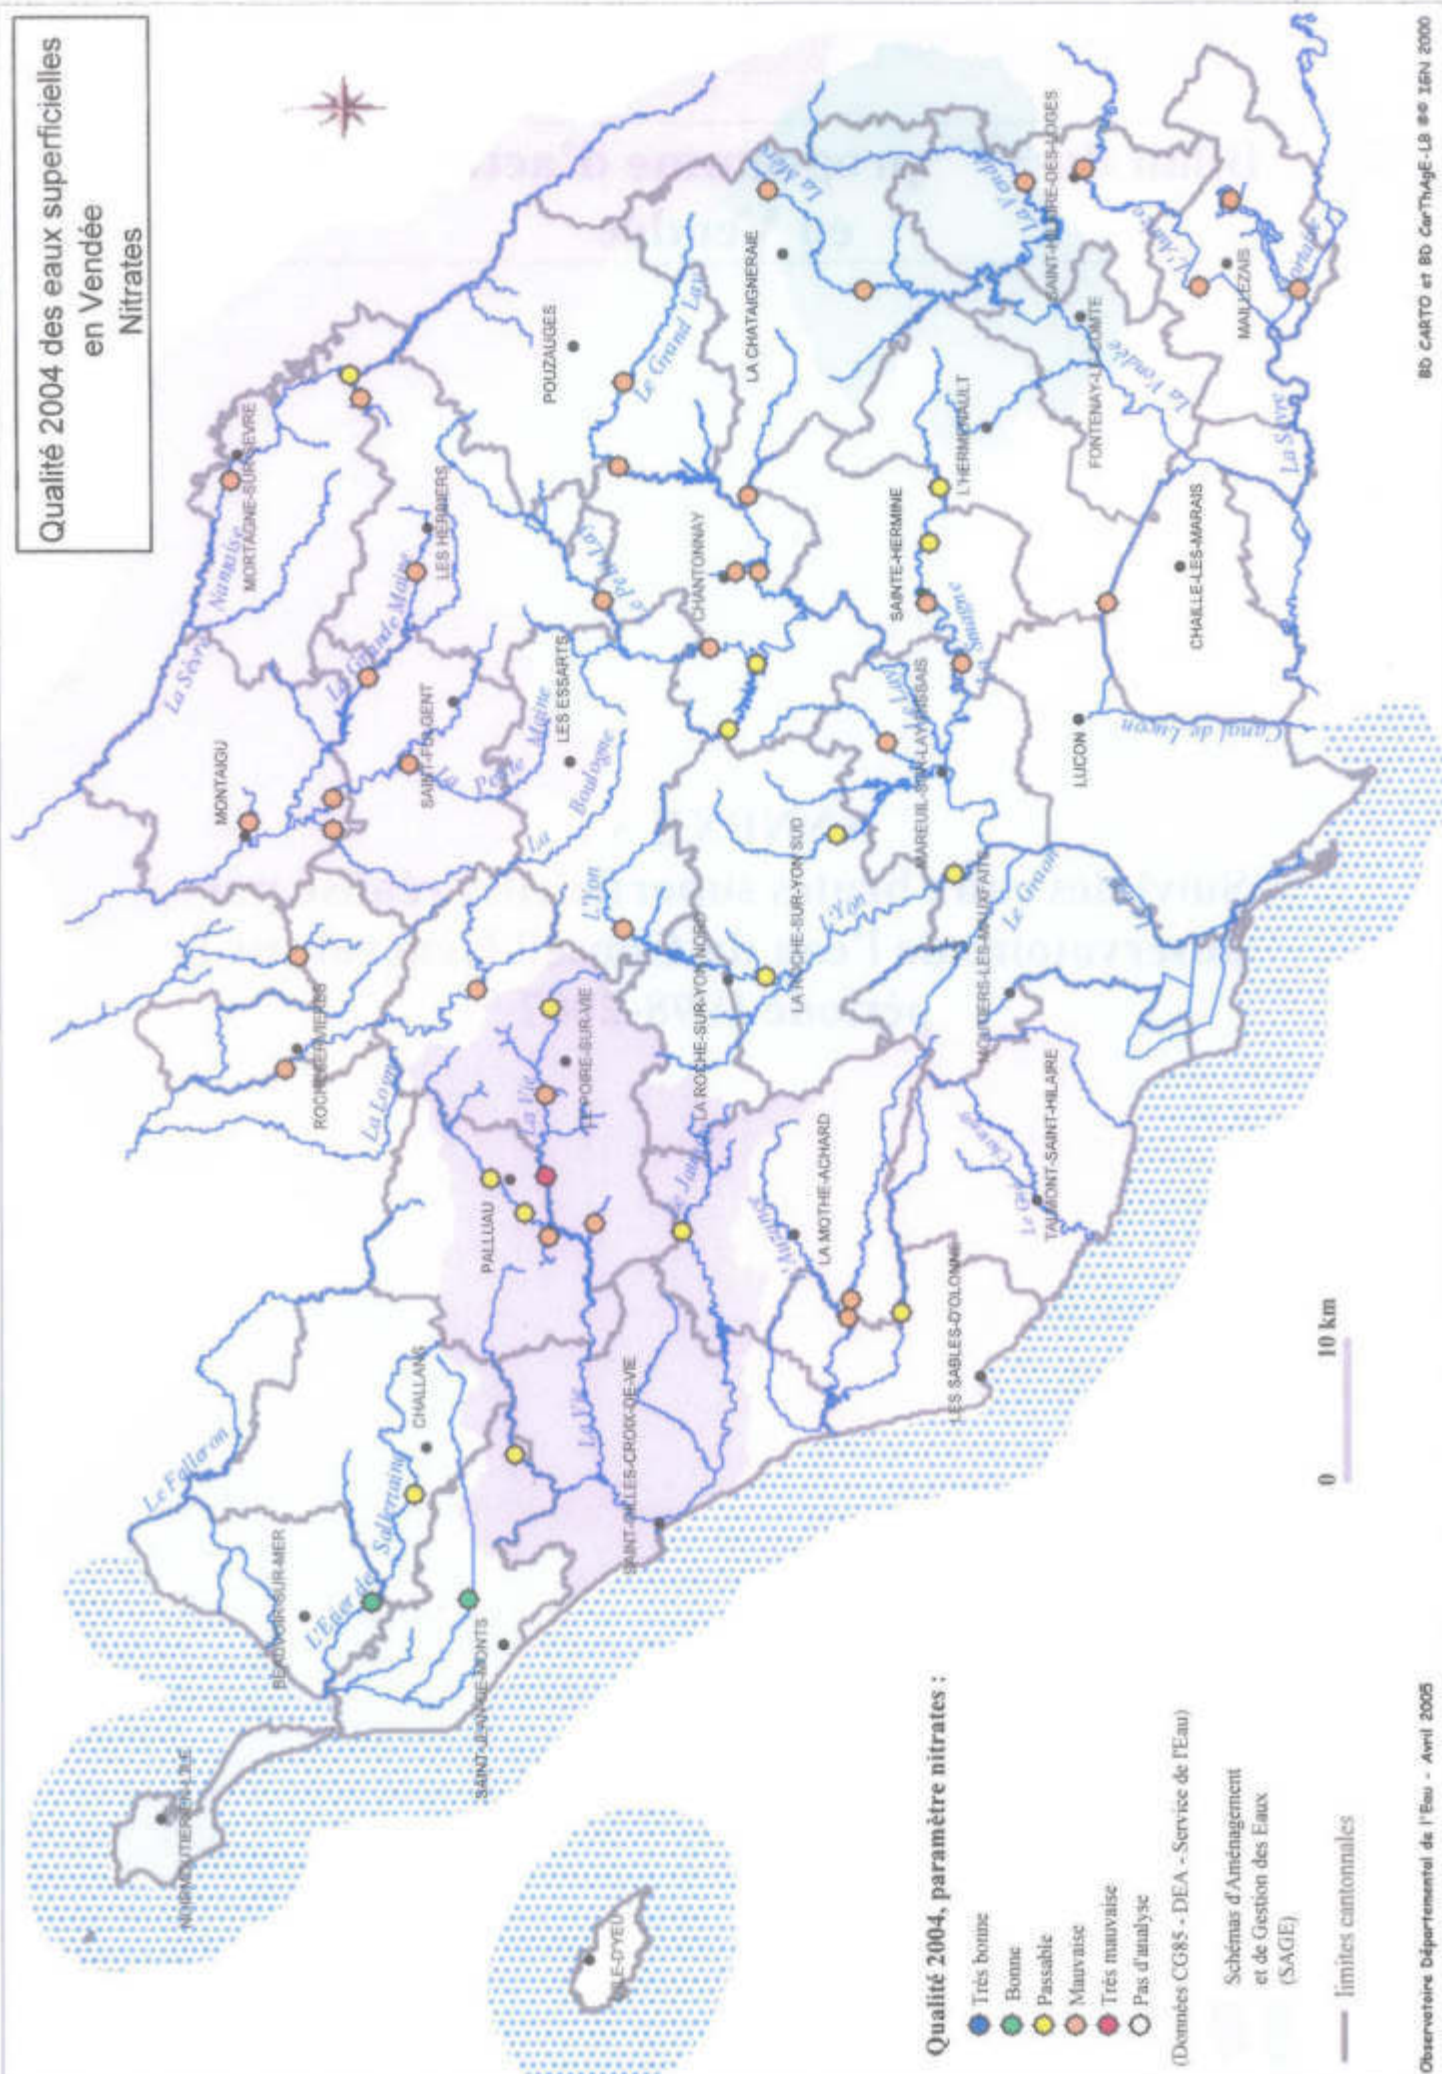 Qualité 2004 des eaux superficielles
en Vendée
Nitrates
NOIRMOUTIER-EN-L'ILE
ILE-D'YEU
BEAUVOIR-SUR-MER
SAINT-JEAN-DE-MONTS
CHALLANS
Le Falleron
L'Etier de Sallertaine
SAINT-GILLES-CROIX-DE-VIE
La Vie
PALLUAU
La Vie
LE POIRE-SUR-VIE
ROCHESERVIERES
La Logne
MONTAIGU
La Sèvre Nantaise
MORTAGNE-SUR-SEVRE
La Grande Maine
LES HERBIERS
SAINT-FULGENT
La Petite Maine
LES ESSARTS
La Boulogne
L'Yon
LA ROCHE-SUR-YON NORD
LA ROCHE-SUR-YON SUD
L'Yon
POUZAUGES
Le Grand Lay
Le Petit Lay
CHANTONNAY
LA CHATAIGNERAIE
La Mère
La Vendée
SAINT-HILAIRE-DES-LOGES
L'HERMENAULT
SAINTE-HERMINE
La Smagne
Le Lay
MAREUIL-SUR-LAY-DISSAIS
MOUTIERS-LES-MAUXFAITS
Le Graon
FONTENAY-LE-COMTE
La Vendée
L'Autise
MAILLEZAIS
La Sèvre
CHAILLE-LES-MARAIS
LUCON
Canal de Luçon
LA MOTHE-ACHARD
L'Auzance
LES SABLES-D'OLONNE
TALMONT-SAINT-HILAIRE
0 10 km
Qualité 2004, paramètre nitrates :
Très bonne
Bonne
Passable
Mauvaise
Très mauvaise
Pas d'analyse
(Données CG85 - DEA - Service de l'Eau)
Schémas d'Aménagement
et de Gestion des Eaux
(SAGE)
limites cantonnales
Observatoire Départemental de l'Eau - Avril 2005
BD CARTO et BD CarThAgE-LB ®© IGN 2000